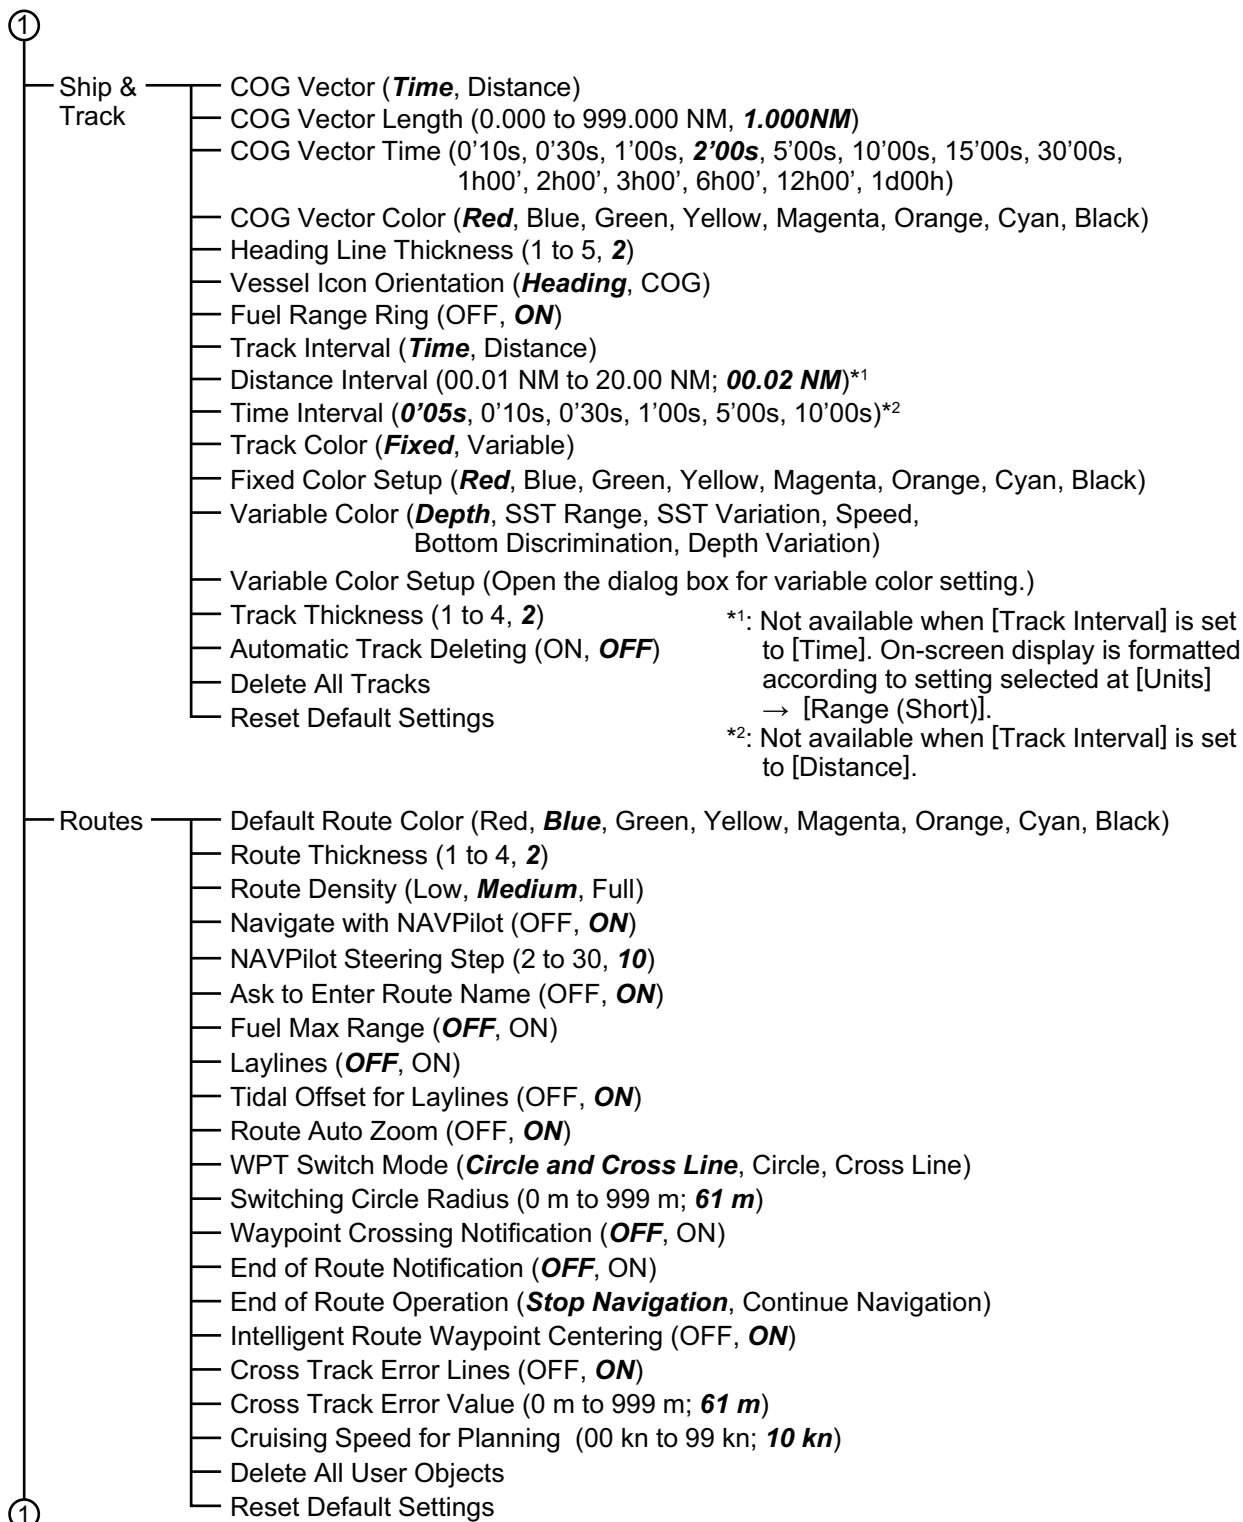 1
Ship & Track
COG Vector (Time, Distance)
COG Vector Length (0.000 to 999.000 NM, 1.000NM)
COG Vector Time (0’10s, 0’30s, 1’00s, 2’00s, 5’00s, 10’00s, 15’00s, 30’00s,
1h00’, 2h00’, 3h00’, 6h00’, 12h00’, 1d00h)
COG Vector Color (Red, Blue, Green, Yellow, Magenta, Orange, Cyan, Black)
Heading Line Thickness (1 to 5, 2)
Vessel Icon Orientation (Heading, COG)
Fuel Range Ring (OFF, ON)
Track Interval (Time, Distance)
Distance Interval (00.01 NM to 20.00 NM; 00.02 NM)*1
Time Interval (0’05s, 0’10s, 0’30s, 1’00s, 5’00s, 10’00s)*2
Track Color (Fixed, Variable)
Fixed Color Setup (Red, Blue, Green, Yellow, Magenta, Orange, Cyan, Black)
Variable Color (Depth, SST Range, SST Variation, Speed,
Bottom Discrimination, Depth Variation)
Variable Color Setup (Open the dialog box for variable color setting.)
Track Thickness (1 to 4, 2)
Automatic Track Deleting (ON, OFF)
Delete All Tracks
Reset Default Settings
*1: Not available when [Track Interval] is set
to [Time]. On-screen display is formatted
according to setting selected at [Units]
→ [Range (Short)].
*2: Not available when [Track Interval] is set
to [Distance].
Routes
Default Route Color (Red, Blue, Green, Yellow, Magenta, Orange, Cyan, Black)
Route Thickness (1 to 4, 2)
Route Density (Low, Medium, Full)
Navigate with NAVPilot (OFF, ON)
NAVPilot Steering Step (2 to 30, 10)
Ask to Enter Route Name (OFF, ON)
Fuel Max Range (OFF, ON)
Laylines (OFF, ON)
Tidal Offset for Laylines (OFF, ON)
Route Auto Zoom (OFF, ON)
WPT Switch Mode (Circle and Cross Line, Circle, Cross Line)
Switching Circle Radius (0 m to 999 m; 61 m)
Waypoint Crossing Notification (OFF, ON)
End of Route Notification (OFF, ON)
End of Route Operation (Stop Navigation, Continue Navigation)
Intelligent Route Waypoint Centering (OFF, ON)
Cross Track Error Lines (OFF, ON)
Cross Track Error Value (0 m to 999 m; 61 m)
Cruising Speed for Planning (00 kn to 99 kn; 10 kn)
Delete All User Objects
Reset Default Settings
1